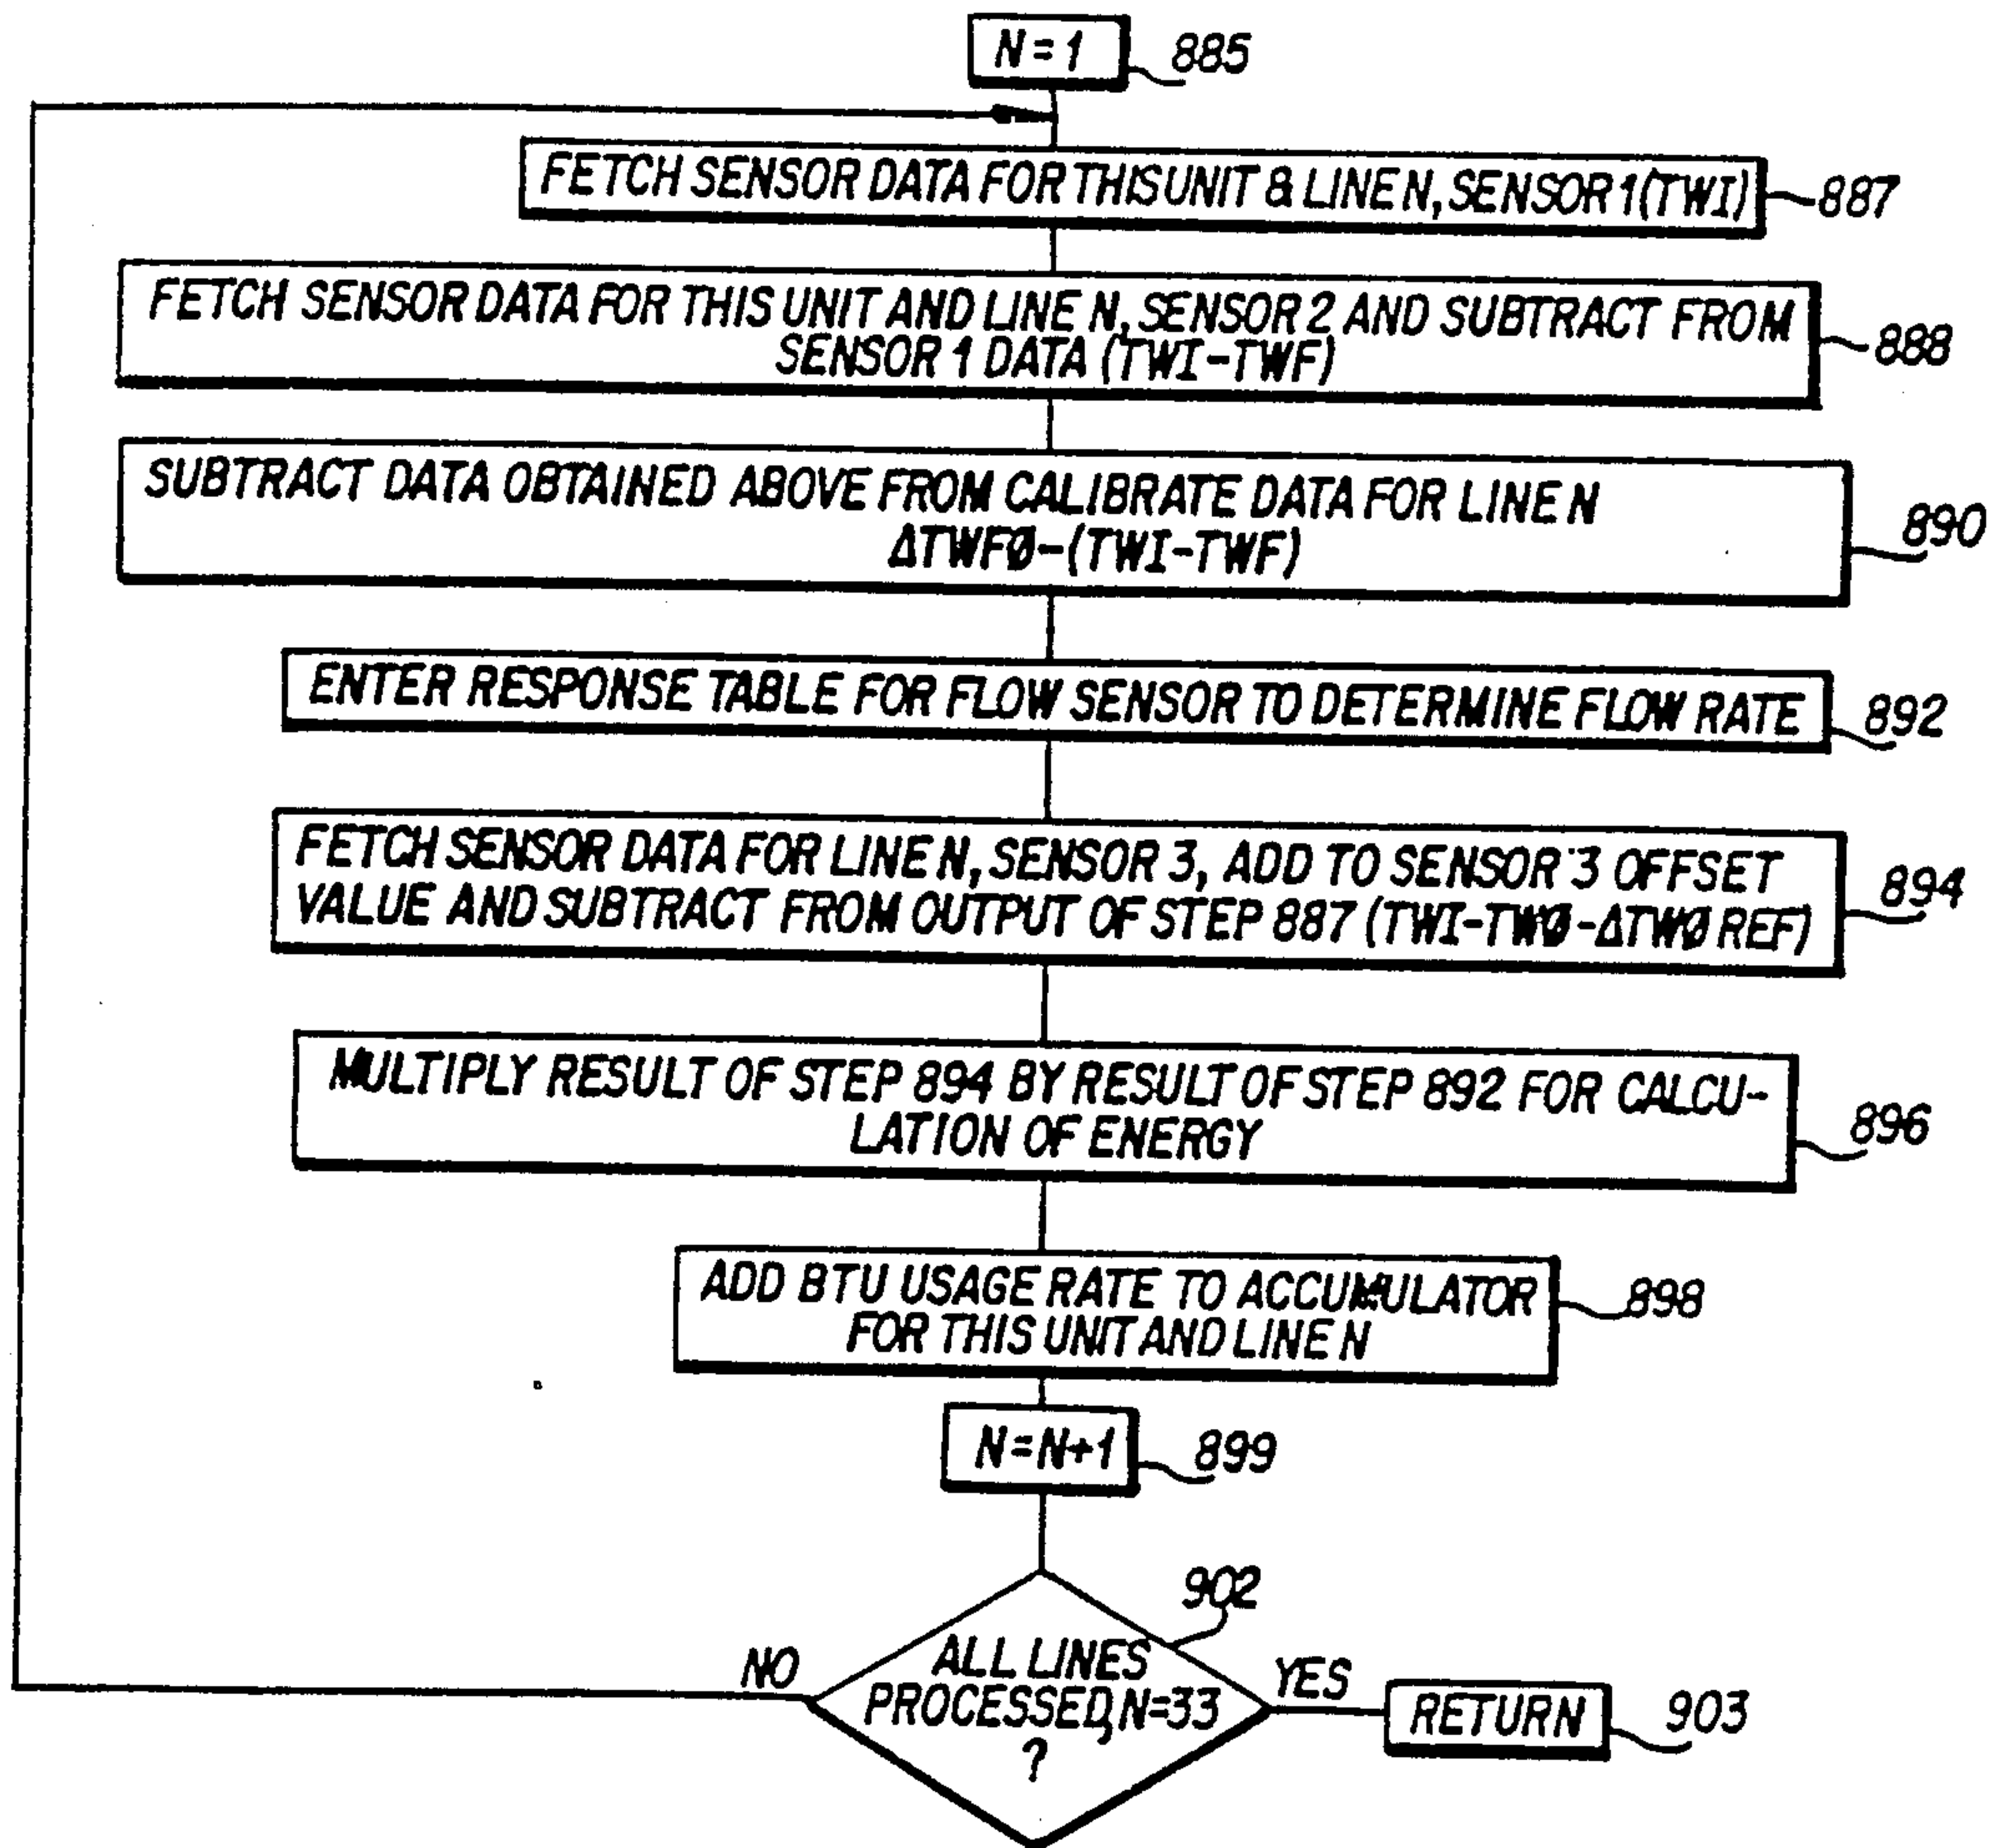 N=1
885
FETCH SENSOR DATA FOR THIS UNIT & LINE N, SENSOR 1 (TWI)
887
FETCH SENSOR DATA FOR THIS UNIT AND LINE N, SENSOR 2 AND SUBTRACT FROM
SENSOR 1 DATA (TWI-TWF)
888
SUBTRACT DATA OBTAINED ABOVE FROM CALIBRATE DATA FOR LINE N
ΔTWFØ-(TWI-TWF)
890
ENTER RESPONSE TABLE FOR FLOW SENSOR TO DETERMINE FLOW RATE
892
FETCH SENSOR DATA FOR LINE N, SENSOR 3, ADD TO SENSOR 3 OFFSET
VALUE AND SUBTRACT FROM OUTPUT OF STEP 887 (TWI-TWØ-ΔTWØ REF)
894
MULTIPLY RESULT OF STEP 894 BY RESULT OF STEP 892 FOR CALCU-
LATION OF ENERGY
896
ADD BTU USAGE RATE TO ACCUMULATOR
FOR THIS UNIT AND LINE N
898
N=N+1
899
902
ALL LINES
PROCESSED, N=33
?
NO
YES
RETURN
903